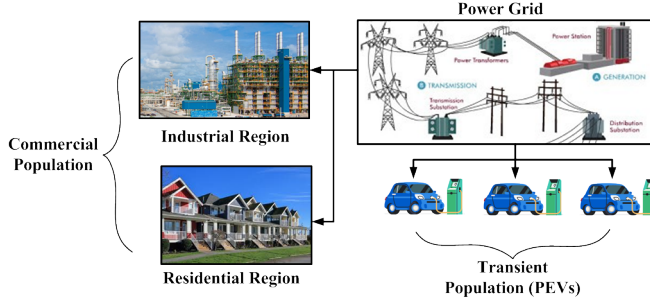 Power Grid
Power Station
Power Transformers
A GENERATION
B TRANSMISSION
Transmission
Substation
Distribution
Substation
Industrial Region
Commercial
Population
Residential Region
Transient
Population (PEVs)